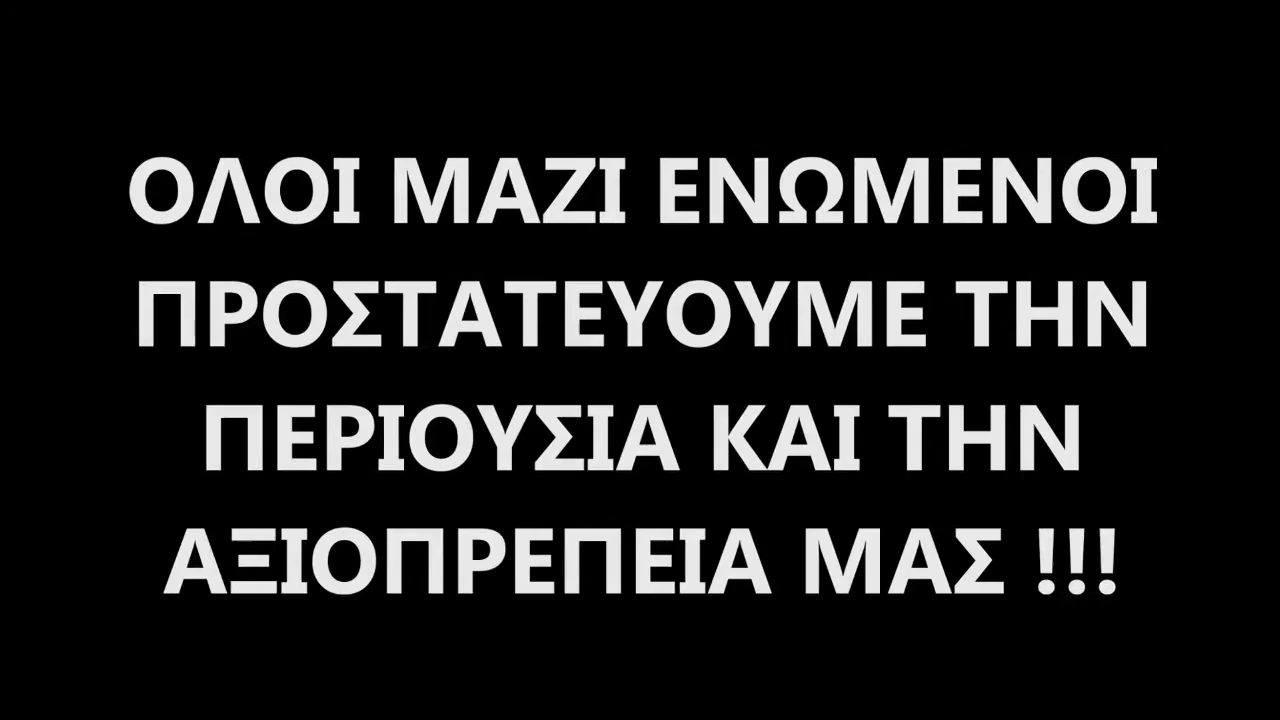 ΟΛΟΙ ΜΑΖΙ ΕΝΩΜΕΝΟΙ
ΠΡΟΣΤΑΤΕΥΟΥΜΕ ΤΗΝ
ΠΕΡΙΟΥΣΙΑ ΚΑΙ ΤΗΝ
ΑΞΙΟΠΡΕΠΕΙΑ ΜΑΣ !!!